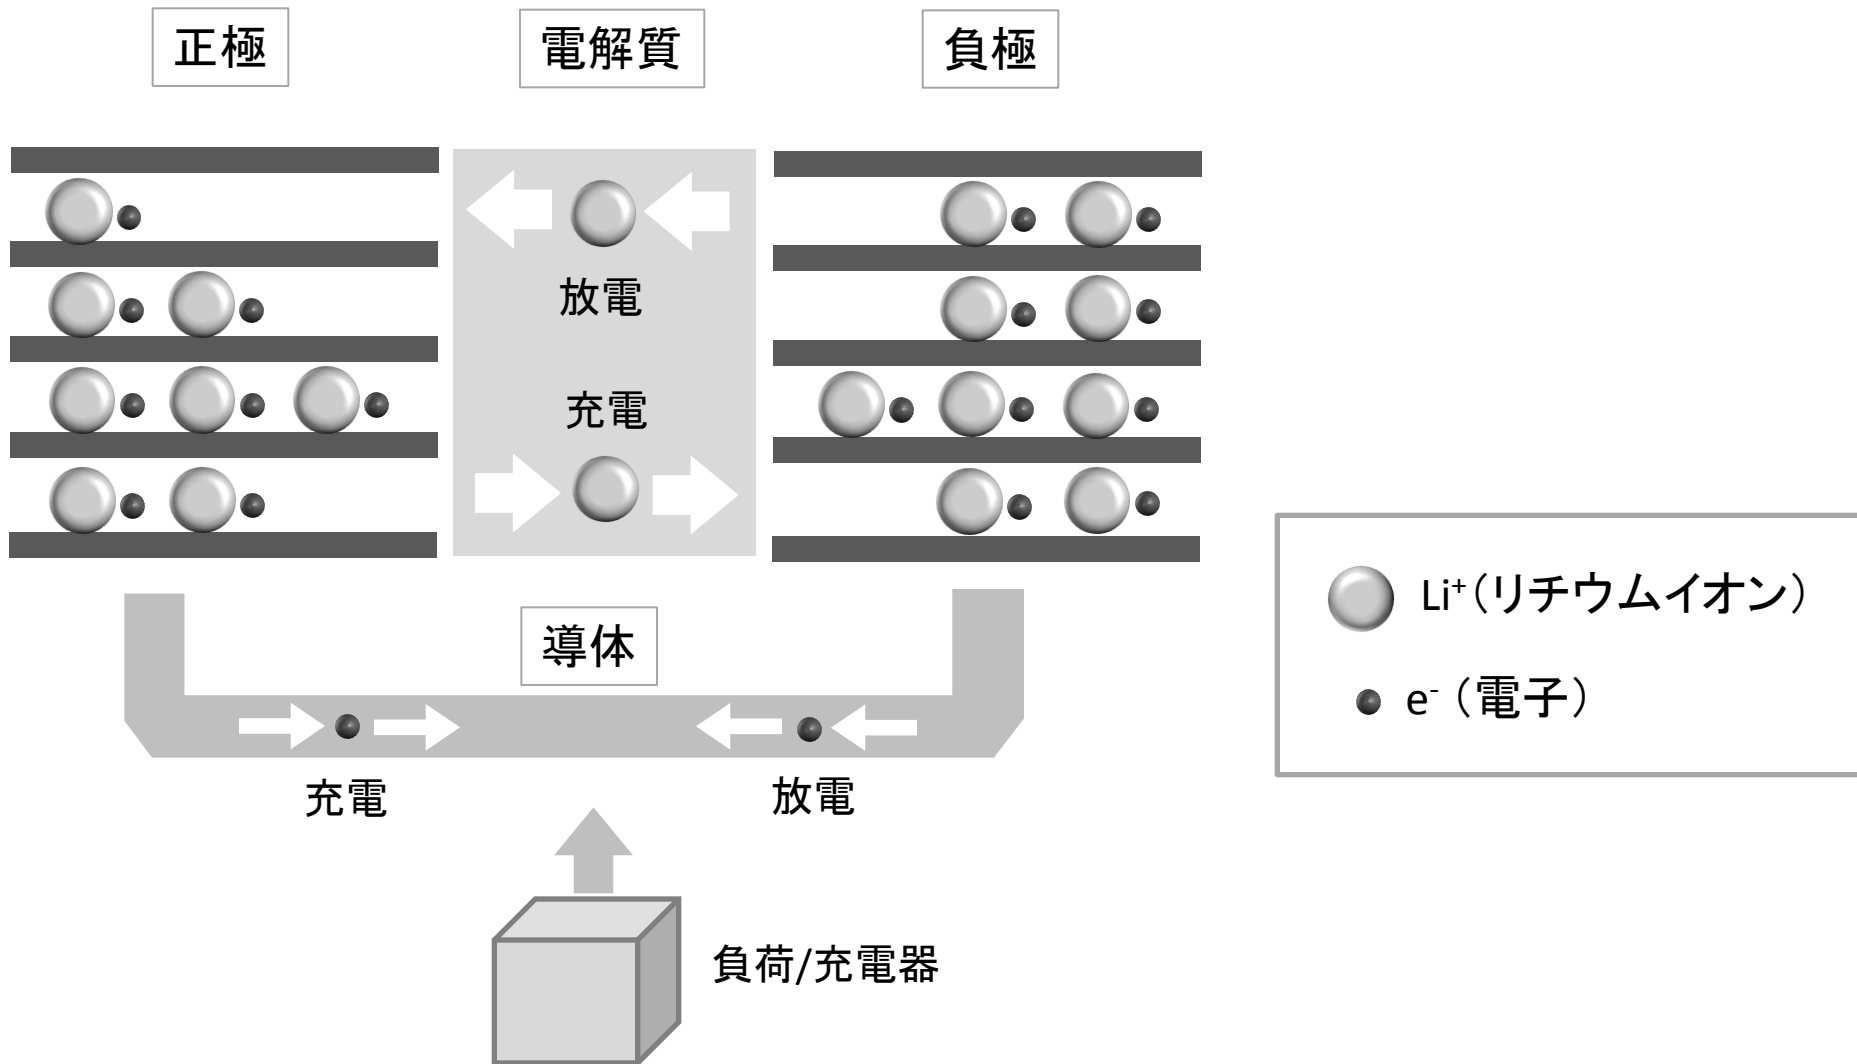 正極
電解質
負極
放電
充電
導体
Li⁺（リチウムイオン）
e⁻（電子）
充電
放電
負荷/充電器